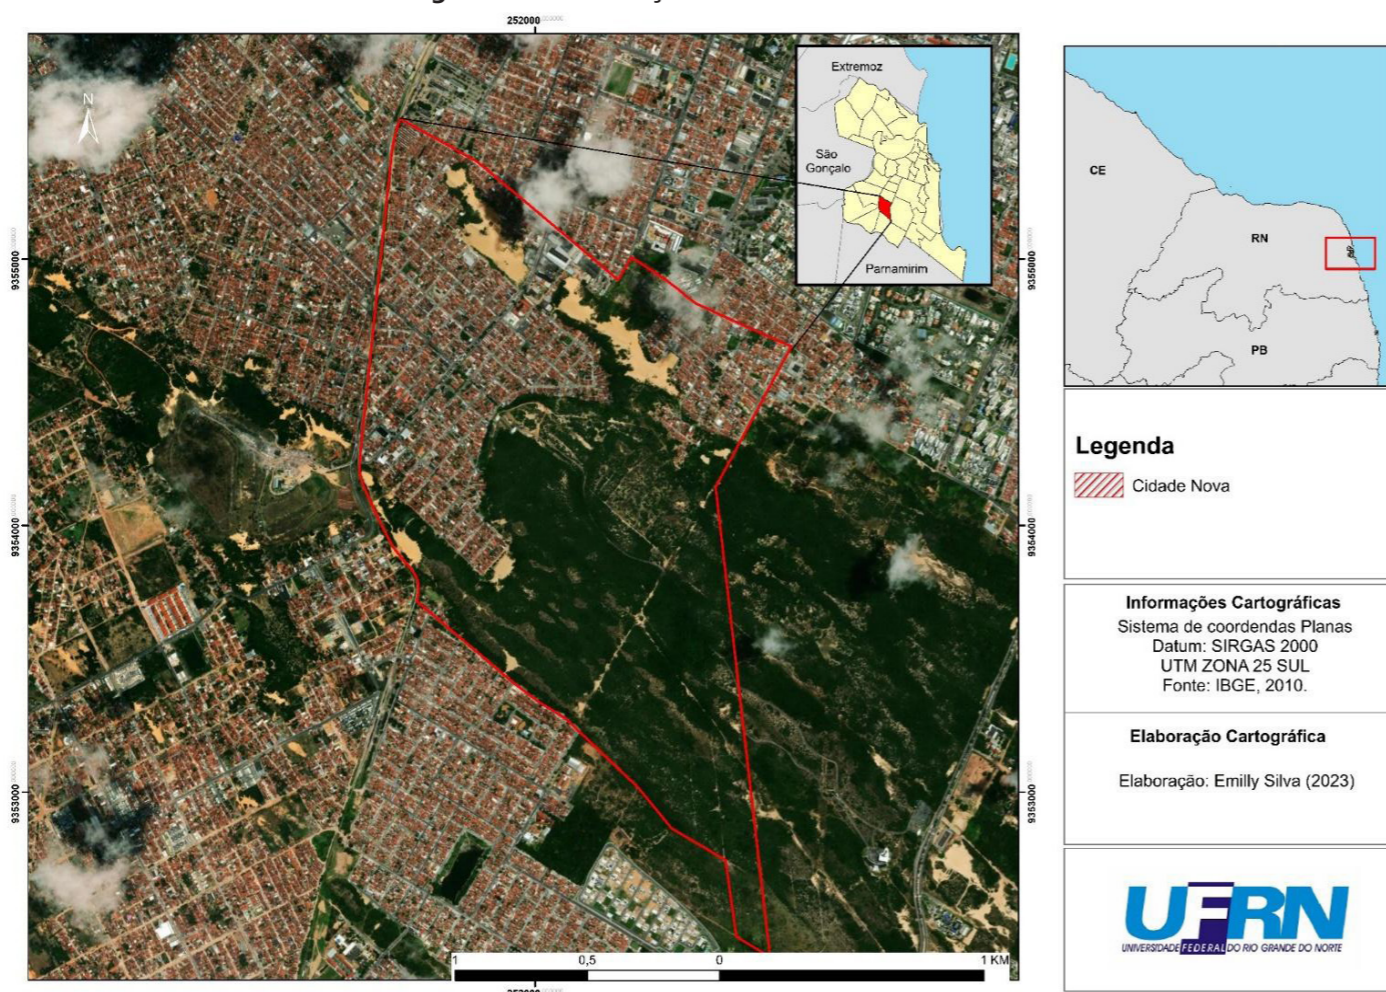 252000
N
Extremoz
São
Gonçalo
Parnamirim
CE
RN
PB
9355000
9355000
9354000
9354000
9353000
9353000
Legenda
Cidade Nova
Informações Cartográficas
Sistema de coordendas Planas
Datum: SIRGAS 2000
UTM ZONA 25 SUL
Fonte: IBGE, 2010.
Elaboração Cartográfica
Elaboração: Emilly Silva (2023)
UFRN
UNIVERSIDADE FEDERAL DO RIO GRANDE DO NORTE
1 0,5 0 1 KM